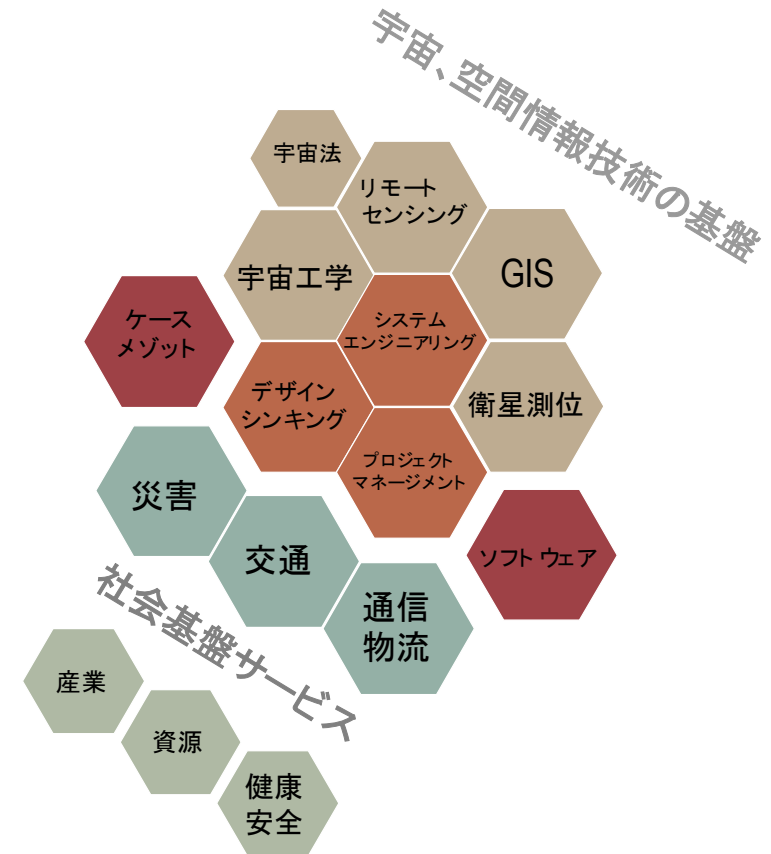 宇宙、空間情報技術の基盤
宇宙法
リモート
センシング
宇宙工学
GIS
ケース
メゾット
システム
エンジニアリング
デザイン
シンキング
衛星測位
プロジェクト
マネージメント
災害
交通
ソフトウェア
通信
物流
社会基盤サービス
産業
資源
健康
安全